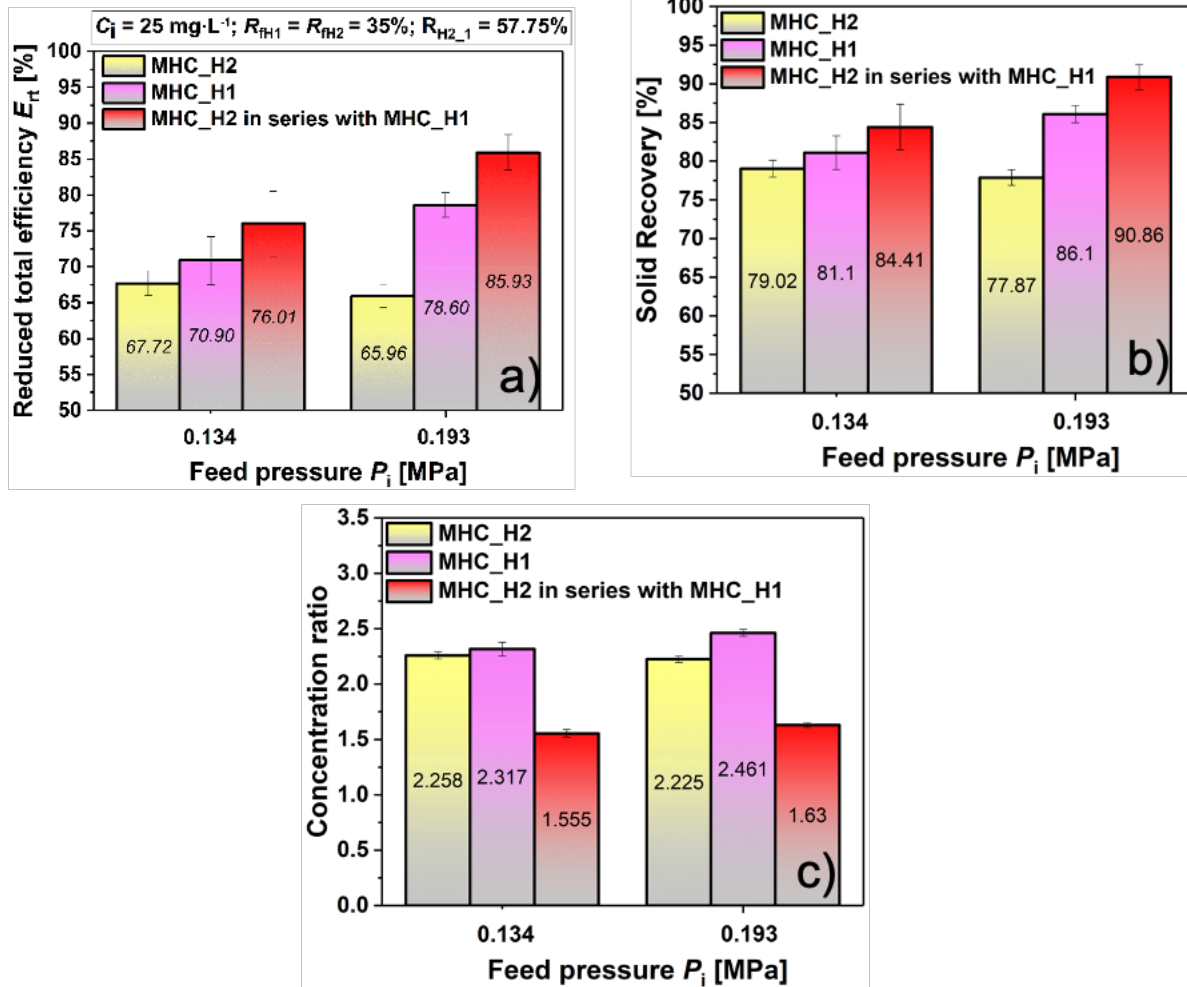 C_i = 25 mg·L⁻¹; R_fH1 = R_fH2 = 35%; R_H2_1 = 57.75%
Reduced total efficiency E_rt [%]
100
95
90
85
80
75
70
65
60
55
50
MHC_H2
MHC_H1
MHC_H2 in series with MHC_H1
67.72
70.90
76.01
65.96
78.60
85.93
a)
0.134
0.193
Feed pressure P_i [MPa]
Solid Recovery [%]
100
95
90
85
80
75
70
65
60
55
50
MHC_H2
MHC_H1
MHC_H2 in series with MHC_H1
79.02
81.1
84.41
77.87
86.1
90.86
b)
0.134
0.193
Feed pressure P_i [MPa]
Concentration ratio
3.5
3.0
2.5
2.0
1.5
1.0
0.5
0.0
MHC_H2
MHC_H1
MHC_H2 in series with MHC_H1
2.258
2.317
1.555
2.225
2.461
1.63
c)
0.134
0.193
Feed pressure P_i [MPa]